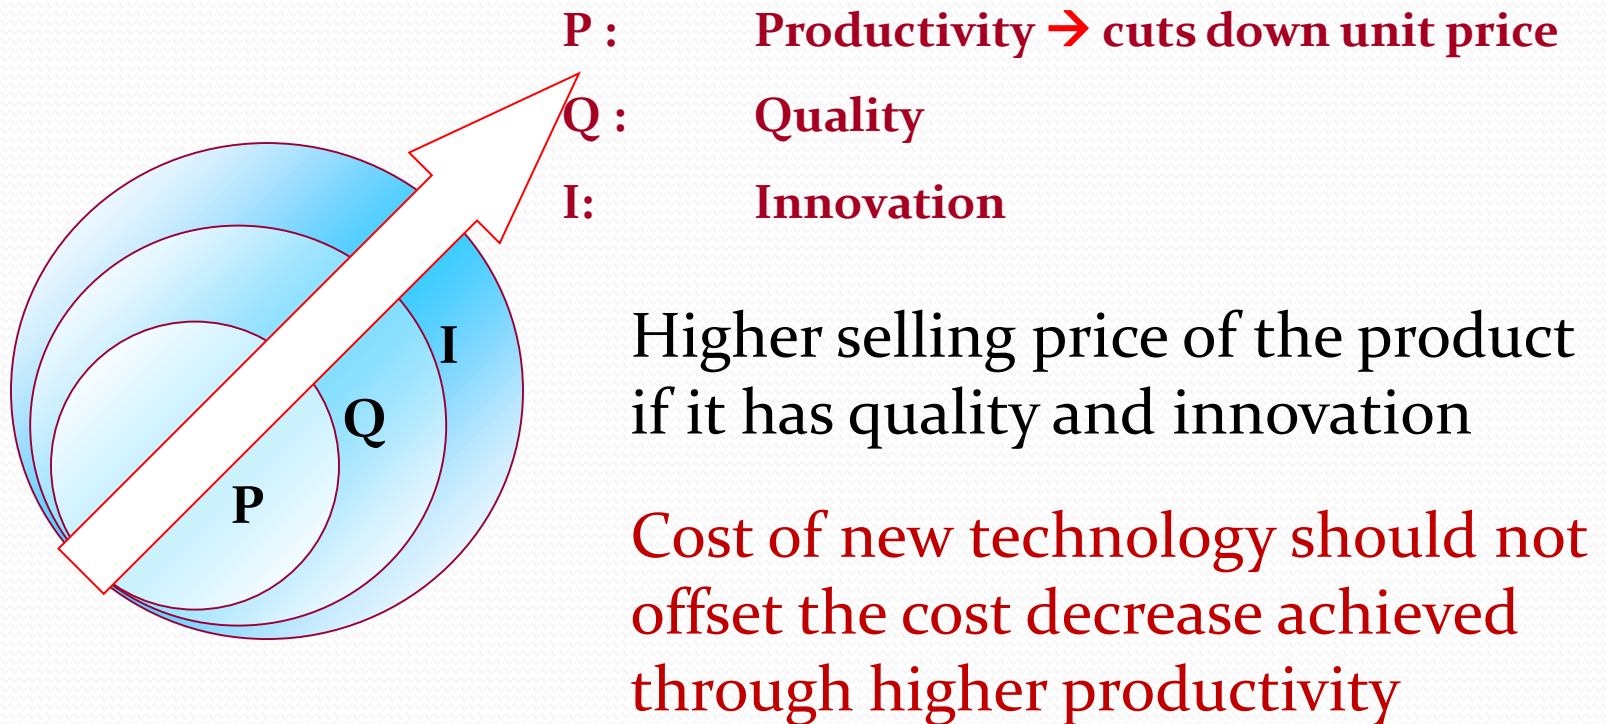 P : Productivity → cuts down unit price
Q : Quality
I: Innovation
I
Q
P
Higher selling price of the product
if it has quality and innovation
Cost of new technology should not
offset the cost decrease achieved
through higher productivity